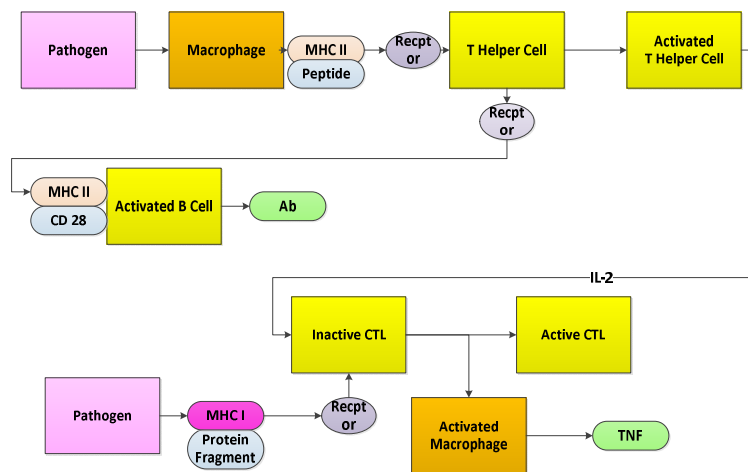 Pathogen
Macrophage
MHC II
Peptide
Recpt
or
T Helper Cell
Activated
T Helper Cell
Recpt
or
MHC II
CD 28
Activated B Cell
Ab
IL-2
Inactive CTL
Active CTL
Pathogen
MHC I
Protein
Fragment
Recpt
or
Activated
Macrophage
TNF